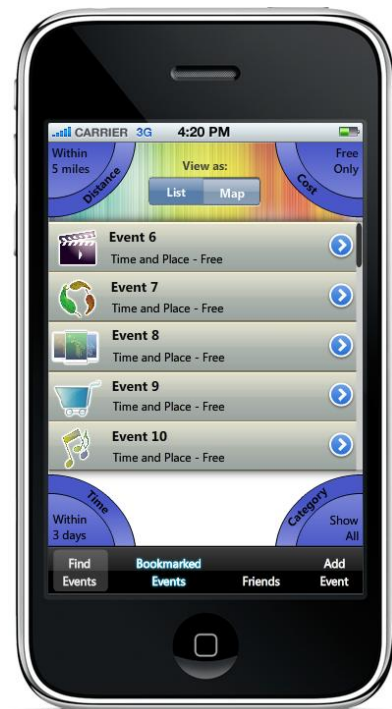 CARRIER 3G 4:20 PM
Within
5 miles
Distance
View as:
List Map
Free
Only
Cost
Event 6
Time and Place - Free
Event 7
Time and Place - Free
Event 8
Time and Place - Free
Event 9
Time and Place - Free
Event 10
Time and Place - Free
Time
Within
3 days
Category
Show
All
Find
Events
Bookmarked
Events
Friends
Add
Event